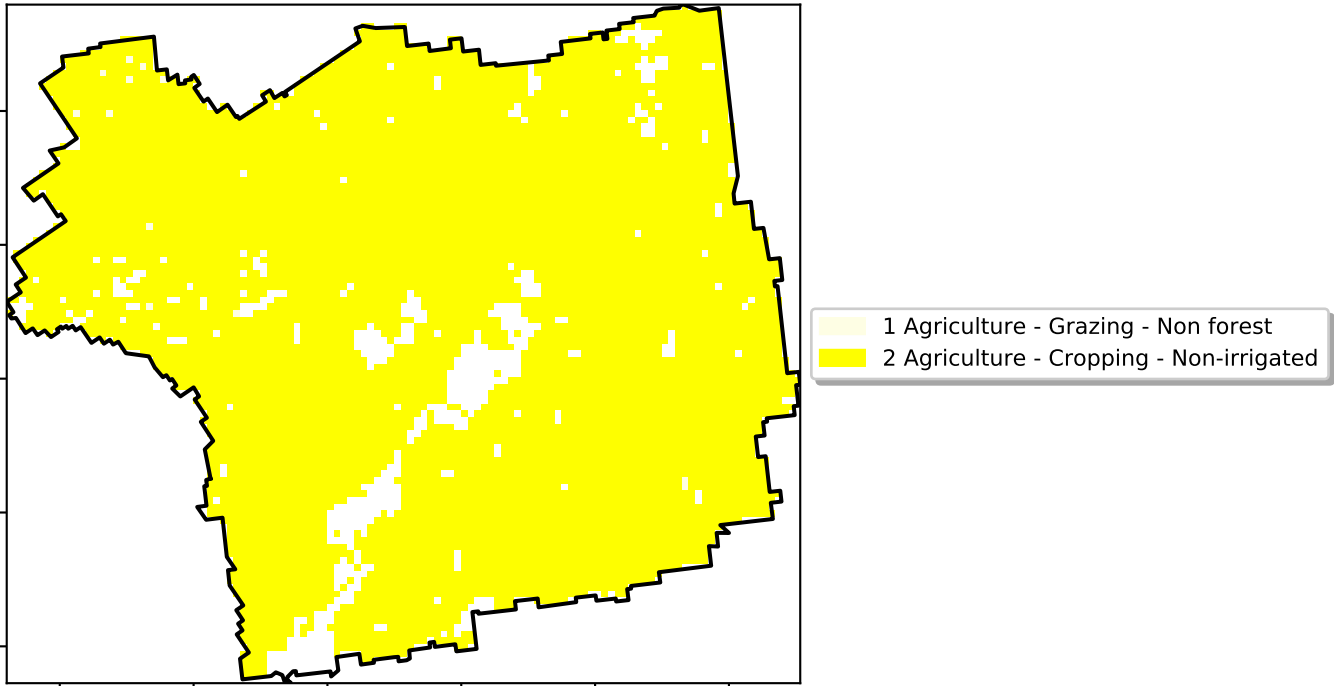 1 Agriculture - Grazing - Non forest
2 Agriculture - Cropping - Non-irrigated